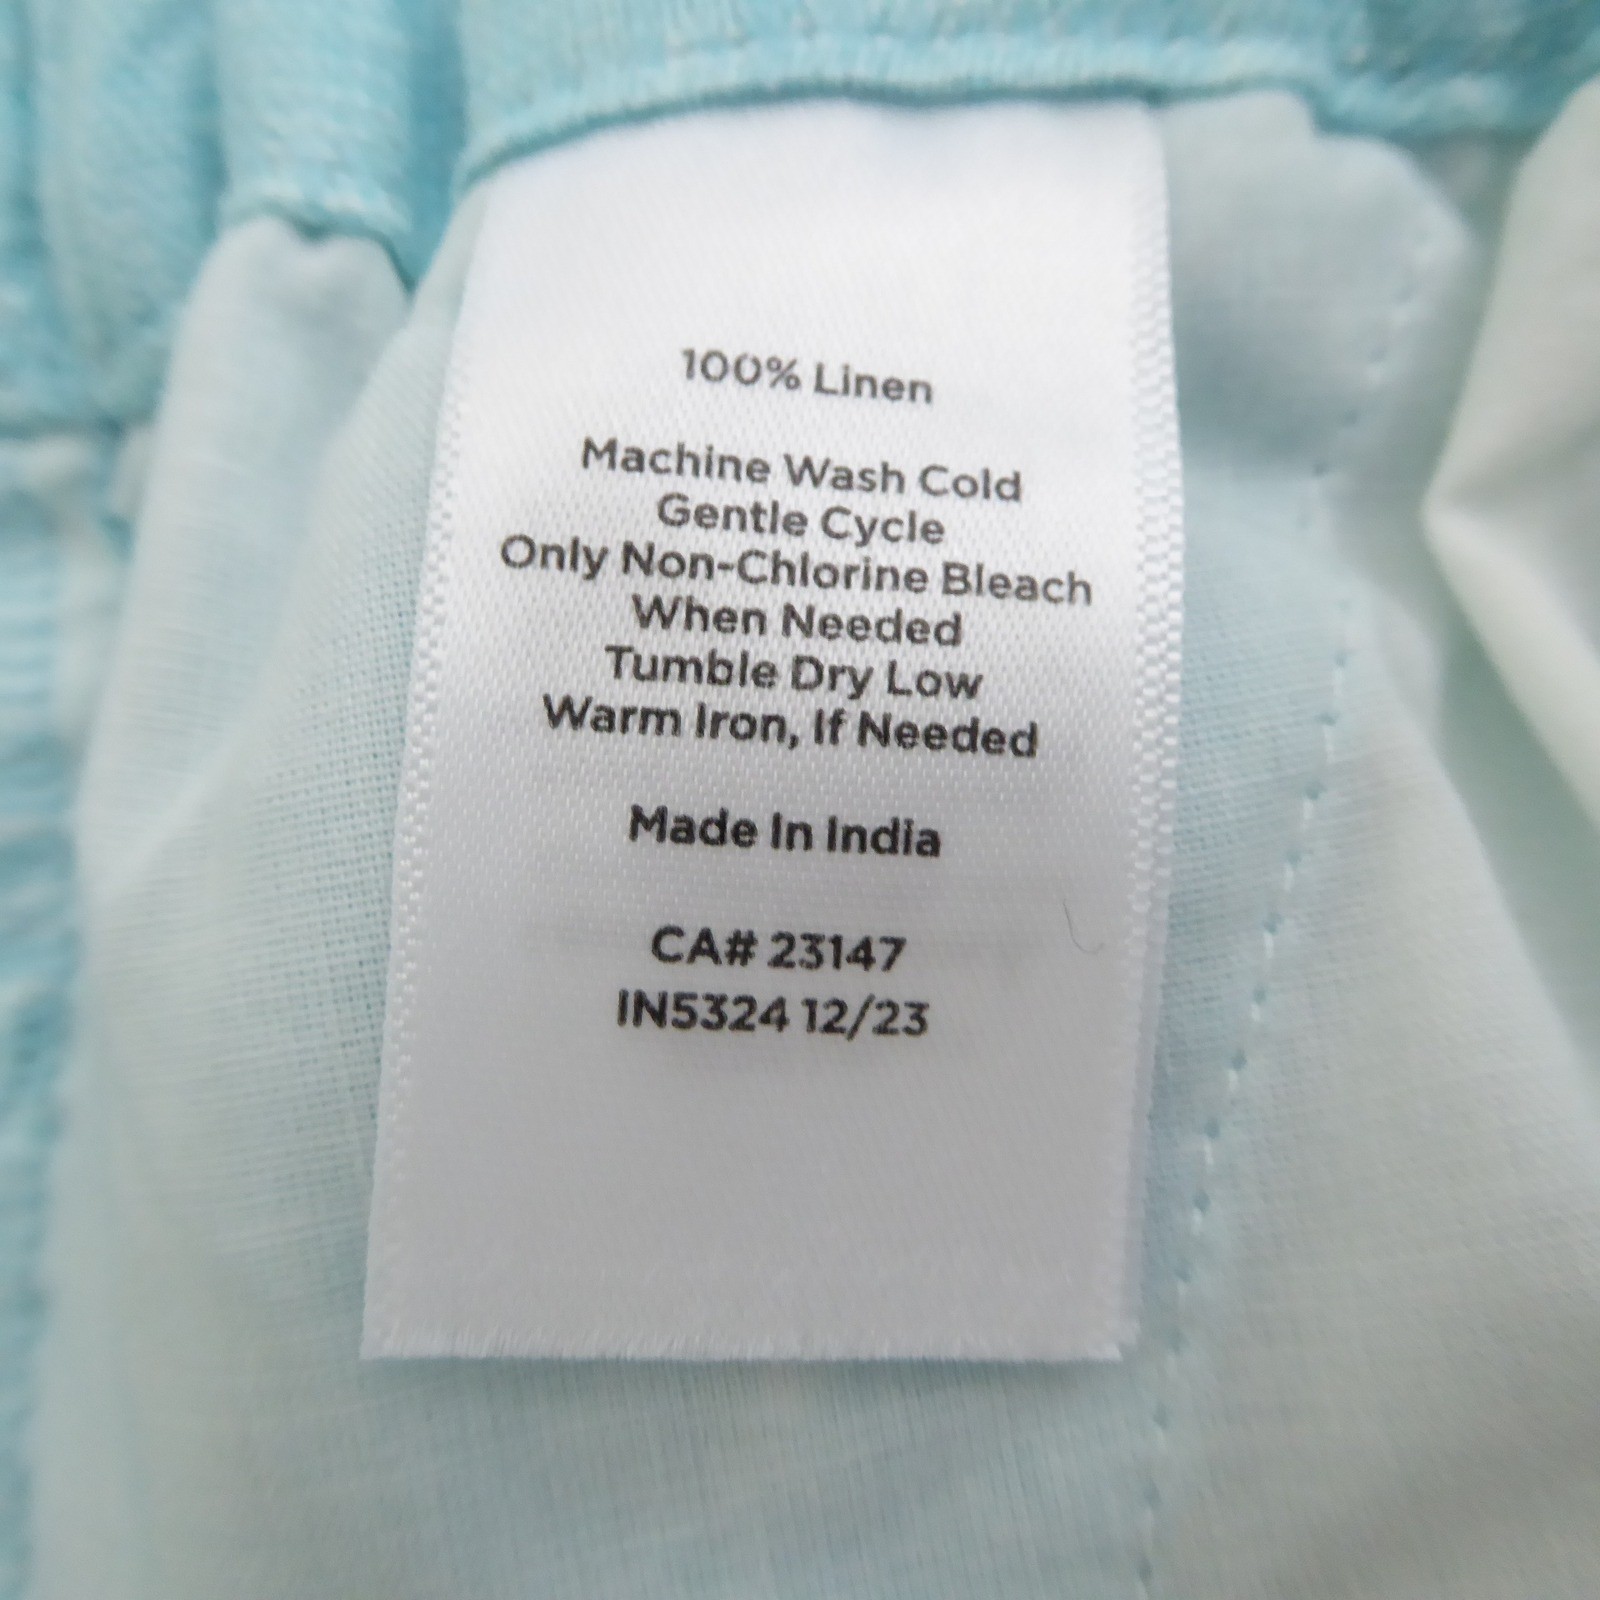 100% Linen
Machine Wash Cold
Gentle Cycle
Only Non-Chlorine Bleach
When Needed
Tumble Dry Low
Warm Iron, If Needed
Made In India
CA# 23147
IN5324 12/23